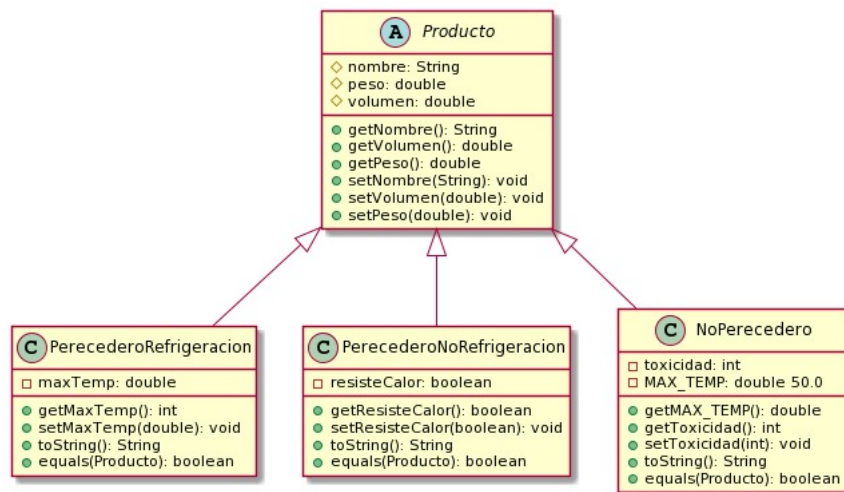 A Producto
nombre: String
peso: double
volumen: double
getNombre(): String
getVolumen(): double
getPeso(): double
setNombre(String): void
setVolumen(double): void
setPeso(double): void
C PerecederoRefrigeracion
maxTemp: double
getMaxTemp(): int
setMaxTemp(double): void
toString(): String
equals(Producto): boolean
C PerecederoNoRefrigeracion
resisteCalor: boolean
getResisteCalor(): boolean
setResisteCalor(boolean): void
toString(): String
equals(Producto): boolean
C NoPerecedero
toxicidad: int
MAX_TEMP: double 50.0
getMAX_TEMP(): double
getToxicidad(): int
setToxicidad(int): void
toString(): String
equals(Producto): boolean